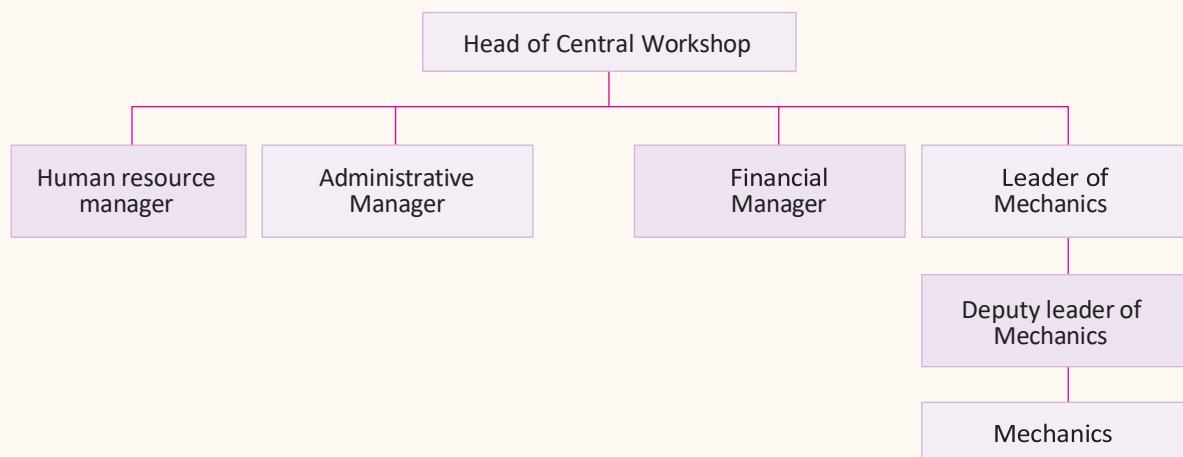 Head of Central Workshop
Human resource
manager
Administrative
Manager
Financial
Manager
Leader of
Mechanics
Deputy leader of
Mechanics
Mechanics